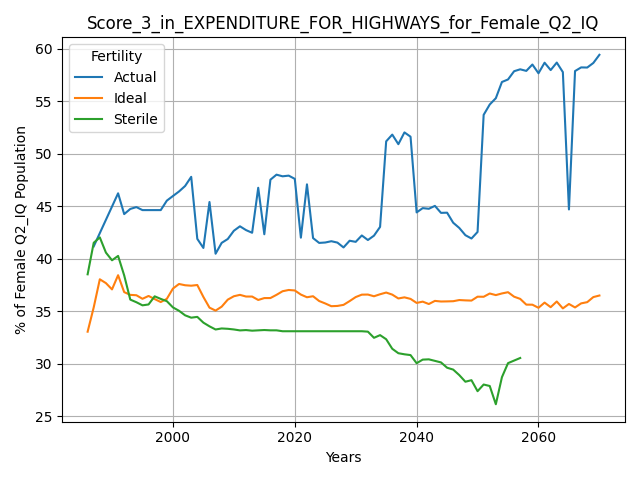 Score_3_in_EXPENDITURE_FOR_HIGHWAYS_for_Female_Q2_IQ
Fertility
Actual
Ideal
Sterile
% of Female Q2_IQ Population
60
55
50
45
40
35
30
25
2000
2020
2040
2060
Years